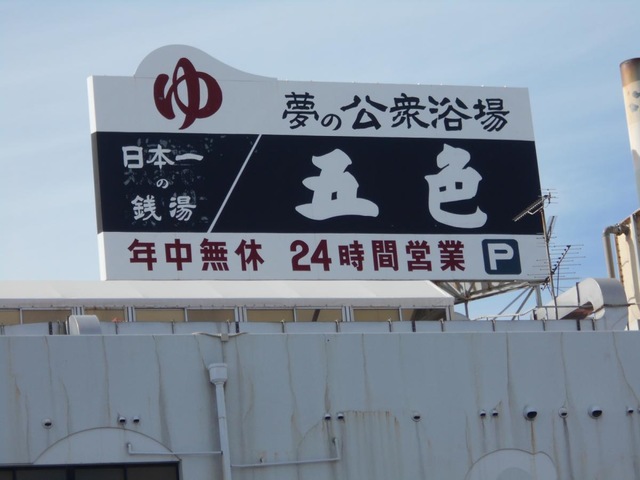 ゆ
夢の公衆浴場
日本一
の
銭湯
五色
年中無休 24時間営業 P